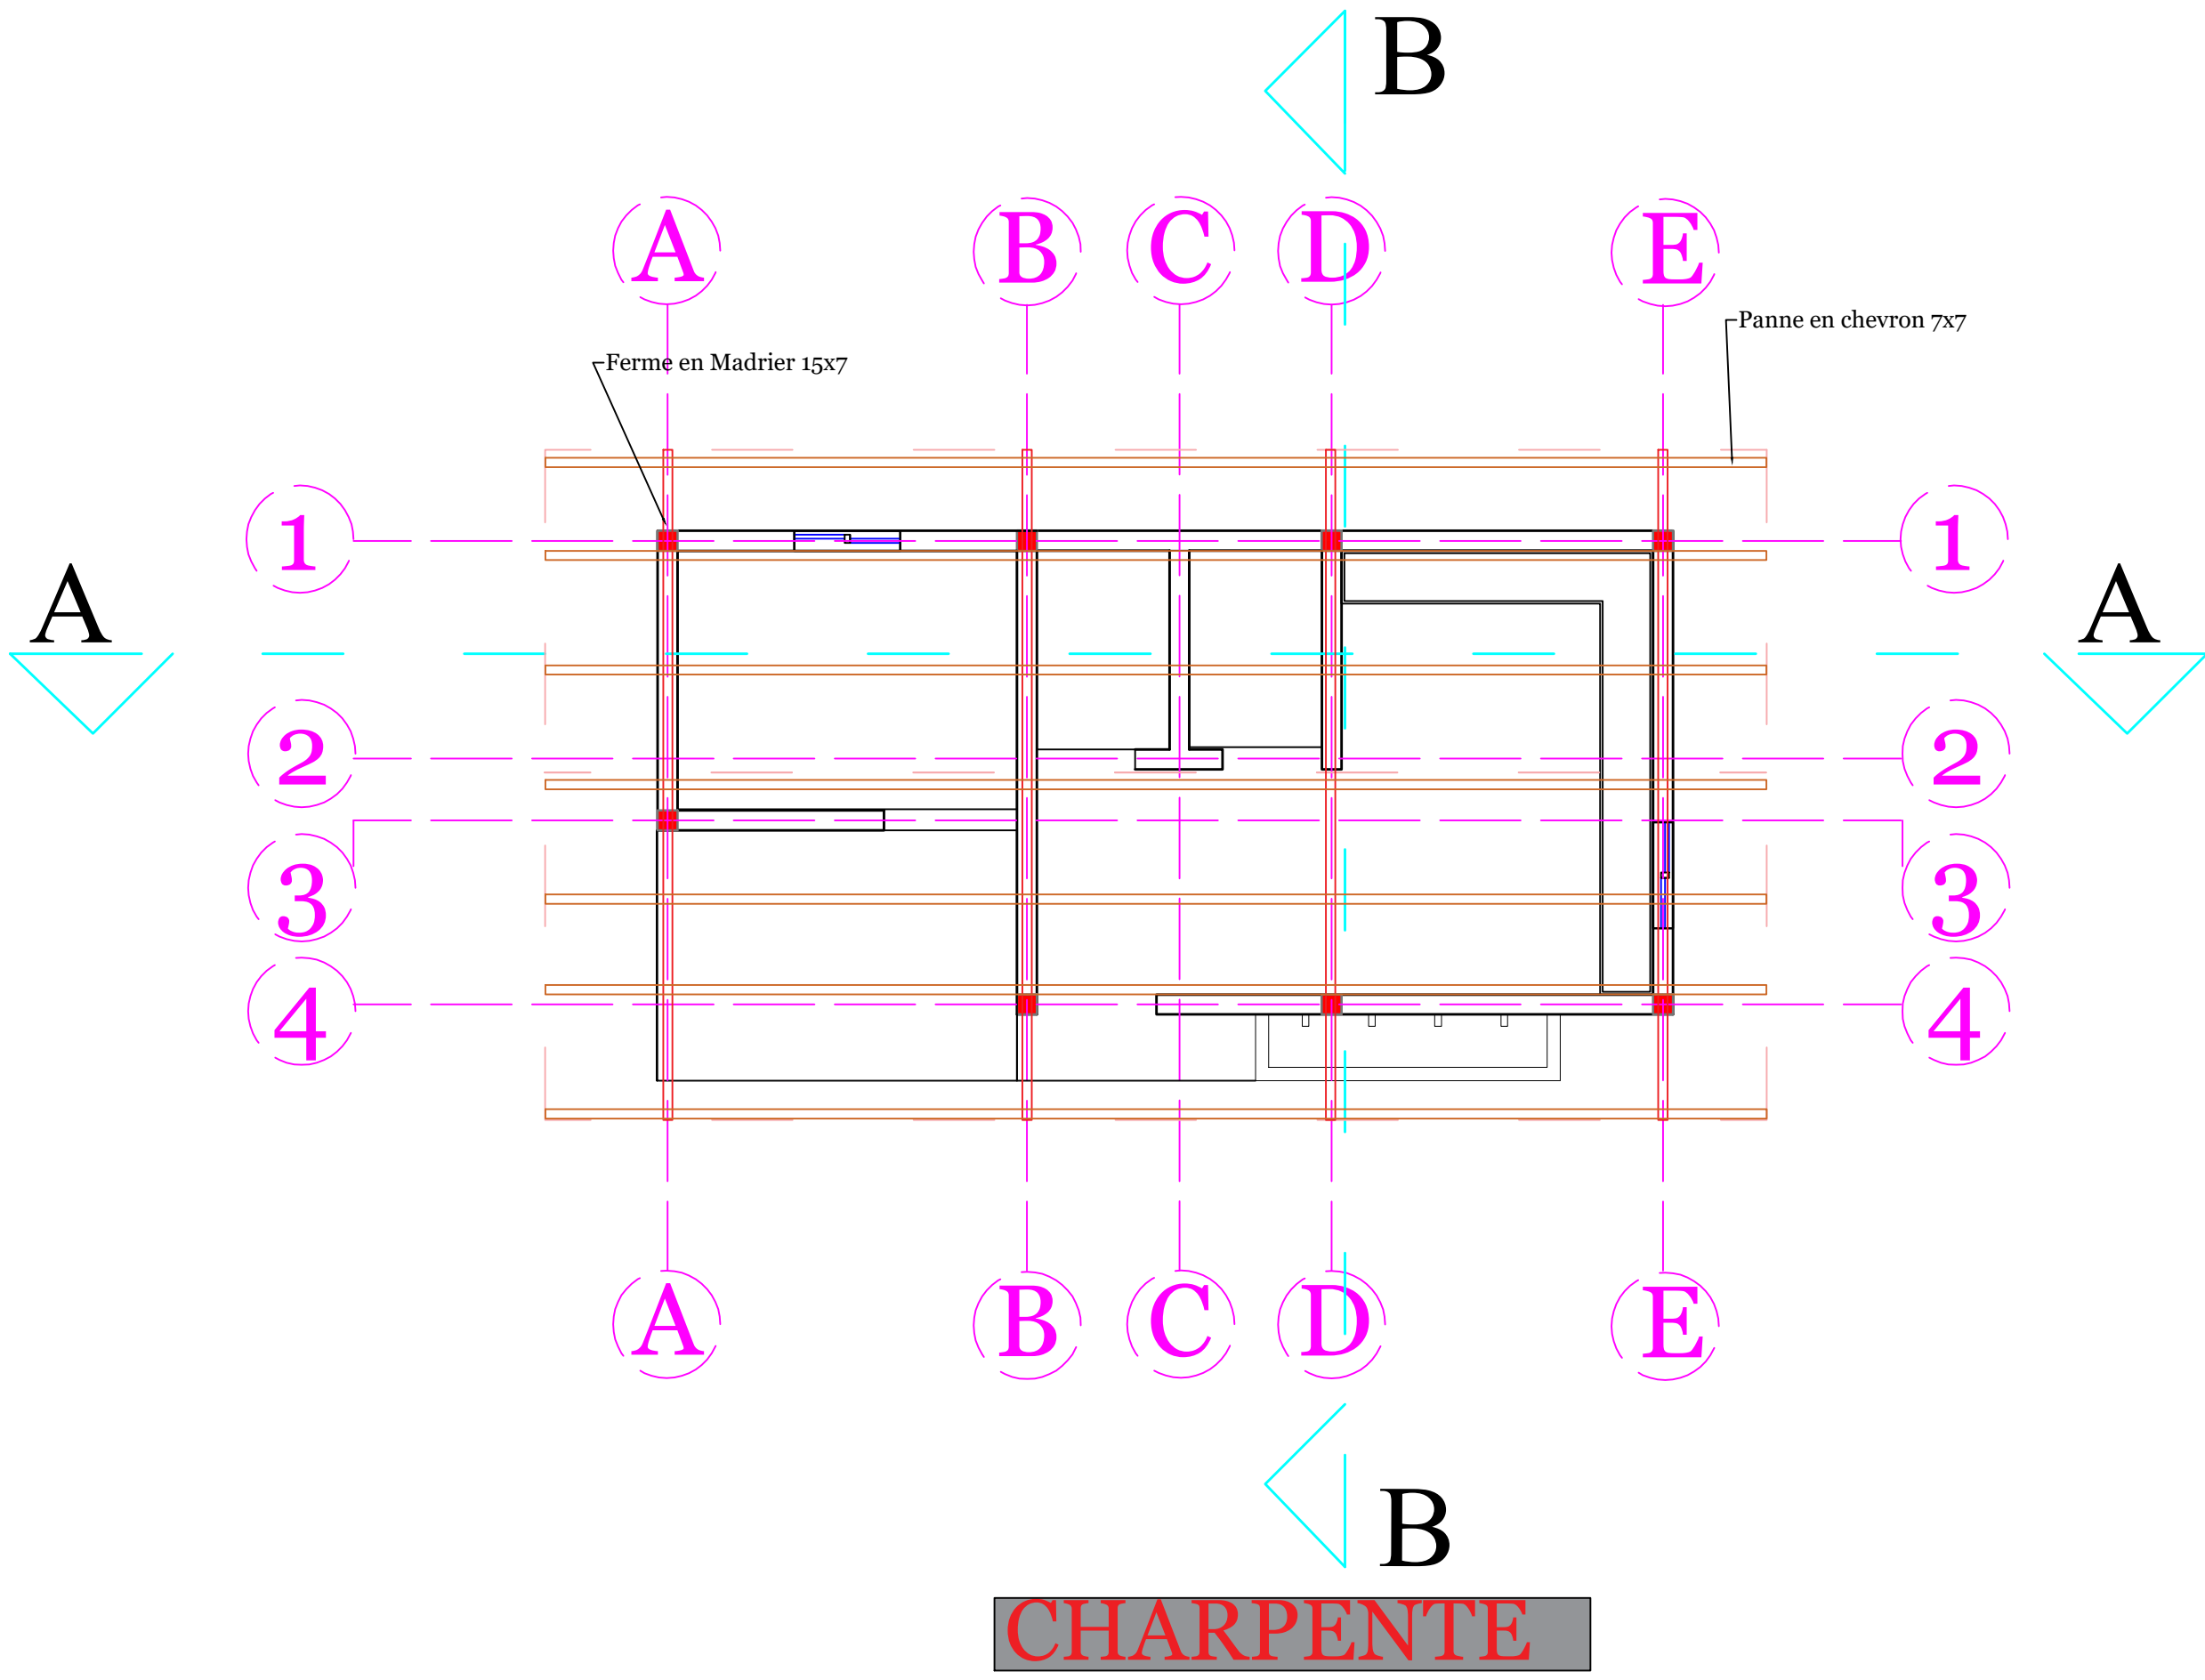 B
A B C D E
Panne en chevron 7x7
Ferme en Madrier 15x7
1 1
A A
2 2
3 3
4 4
A B C D E
B
CHARPENTE